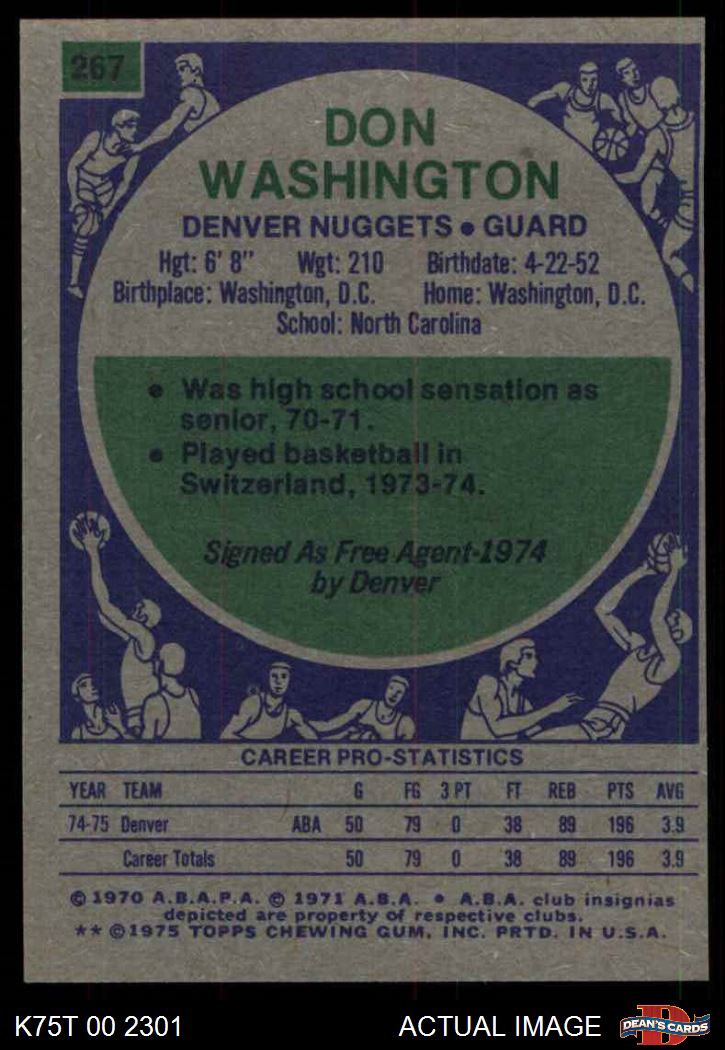 267
DON
WASHINGTON
DENVER NUGGETS • GUARD
Hgt: 6' 8" Wgt: 210 Birthdate: 4-22-52
Birthplace: Washington, D.C. Home: Washington, D.C.
School: North Carolina
• Was high school sensation as
senior, 70-71.
• Played basketball in
Switzerland, 1973-74.
Signed As Free Agent-1974
by Denver
CAREER PRO-STATISTICS
YEAR TEAM G FG 3 PT FT REB PTS AVG
74-75 Denver ABA 50 79 0 38 89 196 3.9
Career Totals 50 79 0 38 89 196 3.9
© 1970 A.B.A.P.A. © 1971 A.B.A. • A.B.A. club insignias
depicted are property of respective clubs.
** ©1975 TOPPS CHEWING GUM, INC. PRTD. IN U.S.A.
K75T 00 2301 ACTUAL IMAGE
D
DEAN'S CARDS